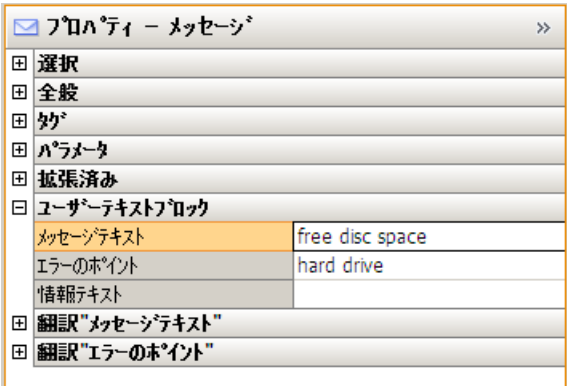 ﾌﾟﾛﾊﾟﾃｨ － ﾒｯｾｰｼﾞ »
選択
全般
ﾀｸﾞ
ﾊﾟﾗﾒｰﾀ
拡張済み
ﾕｰｻﾞｰﾃｷｽﾄﾌﾞﾛｯｸ
ﾒｯｾｰｼﾞﾃｷｽﾄ free disc space
ｴﾗｰのﾎﾟｲﾝﾄ hard drive
情報ﾃｷｽﾄ
翻訳"ﾒｯｾｰｼﾞﾃｷｽﾄ"
翻訳"ｴﾗｰのﾎﾟｲﾝﾄ"